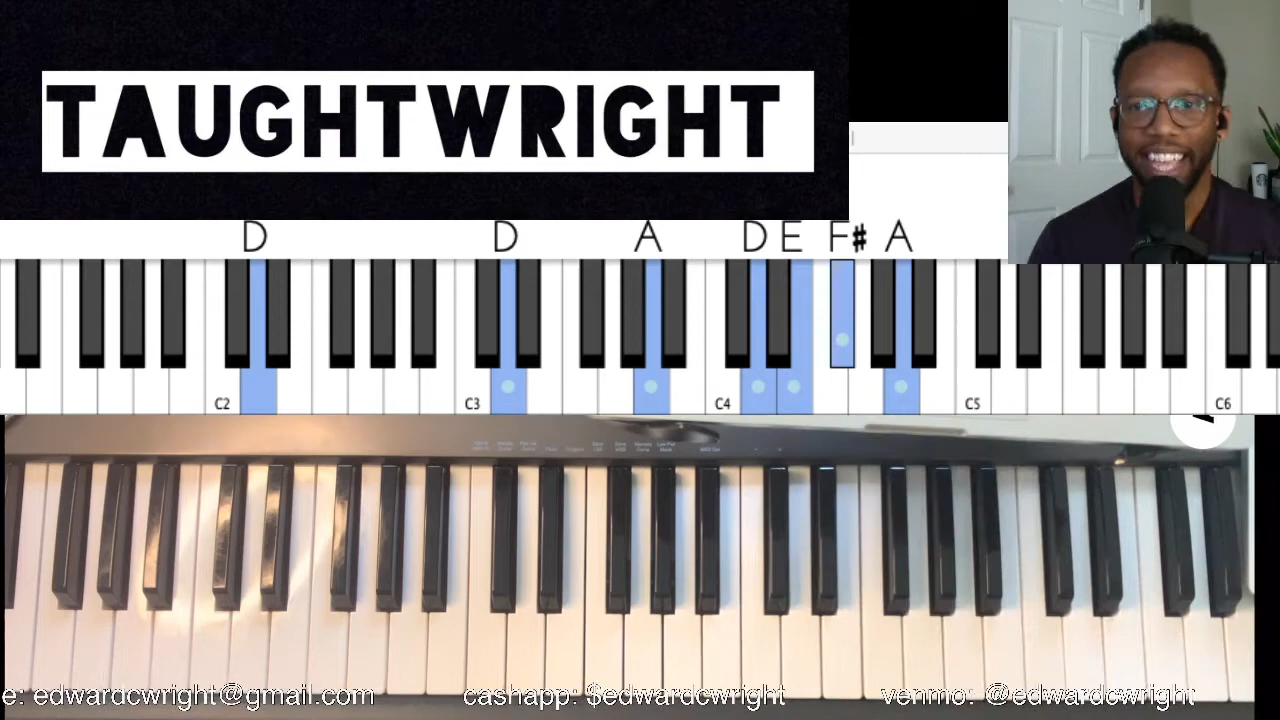 TAUGHTWRIGHT
D D A D E F# A
C2 C3 C4 C5 C6
e: edwardcwright@gmail.com cashapp: $edwardcwright venmo: @edwardcwright